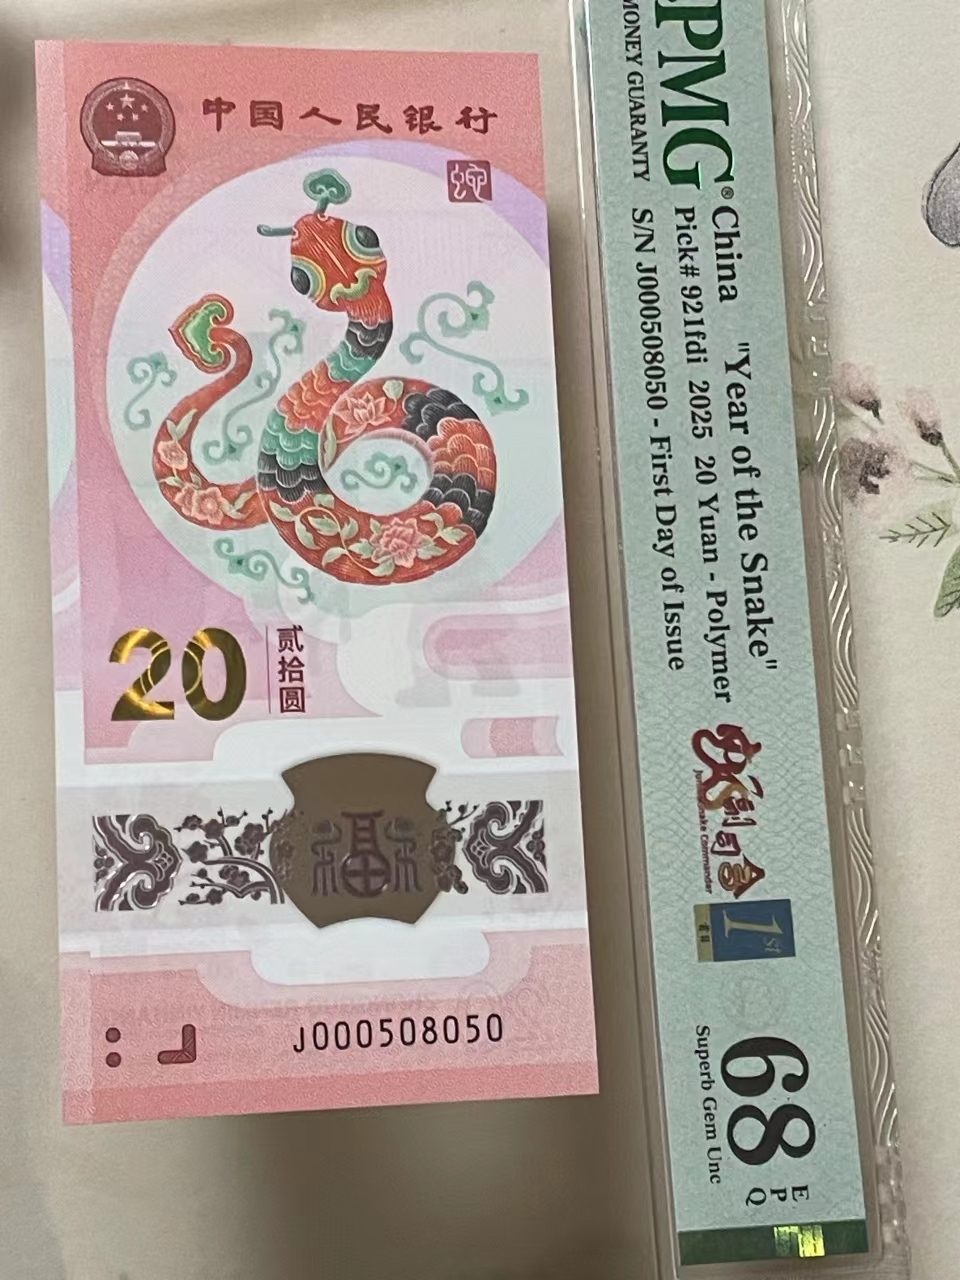 中国人民银行
蛇
20
贰拾圆
福
J000508050
PMG®
MONEY GUARANTY
China "Year of the Snake"
Pick# 921fdi 2025 20 Yuan - Polymer
S/N J000508050 - First Day of Issue
1st
首日
68
EPQ
Superb Gem Unc